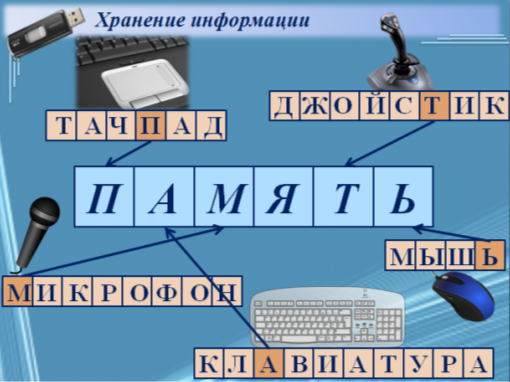 Хранение информации
ДЖОЙСТИК
ТАЧПАД
ПАМЯТЬ
МЫШЬ
МИКРОФОН
КЛАВИАТУРА